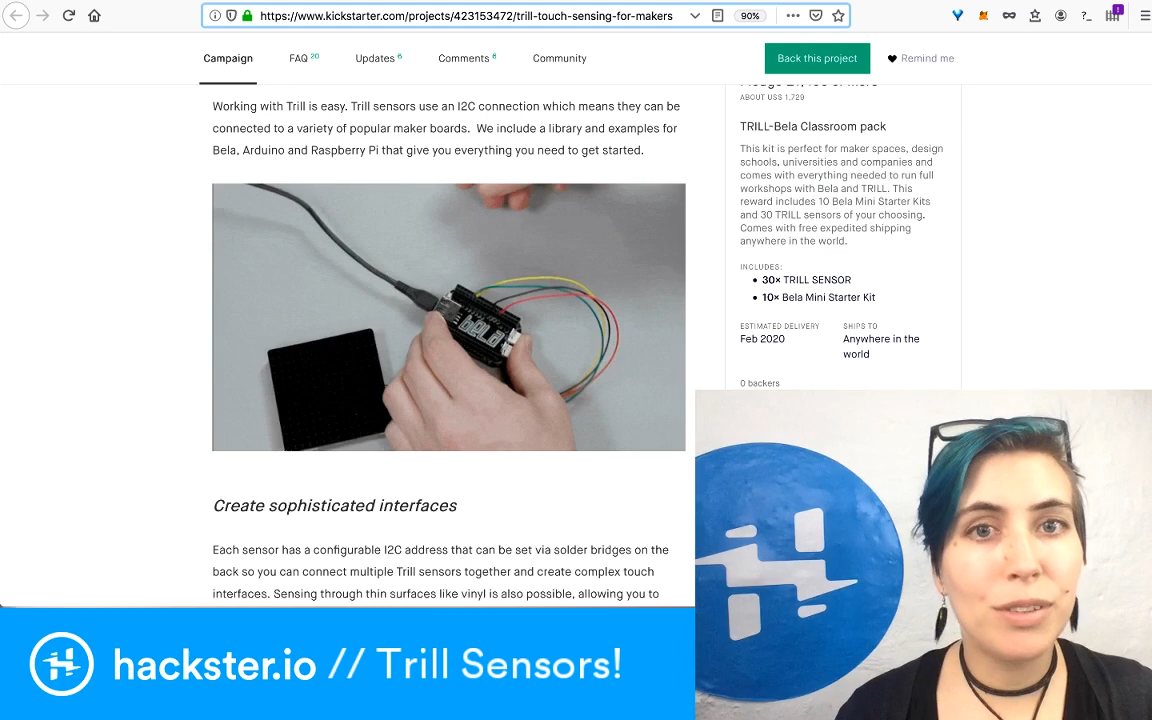 https://www.kickstarter.com/projects/423153472/trill-touch-sensing-for-makers
90%
Campaign
FAQ 20
Updates 6
Comments 6
Community
Back this project
Remind me
Working with Trill is easy. Trill sensors use an I2C connection which means they can be
connected to a variety of popular maker boards. We include a library and examples for
Bela, Arduino and Raspberry Pi that give you everything you need to get started.
bela
Create sophisticated interfaces
Each sensor has a configurable I2C address that can be set via solder bridges on the
back so you can connect multiple Trill sensors together and create complex touch
interfaces. Sensing through thin surfaces like vinyl is also possible, allowing you to
ABOUT US$ 1,729
TRILL-Bela Classroom pack
This kit is perfect for maker spaces, design
schools, universities and companies and
comes with everything needed to run full
workshops with Bela and TRILL. This
reward includes 10 Bela Mini Starter Kits
and 30 TRILL sensors of your choosing.
Comes with free expedited shipping
anywhere in the world.
INCLUDES:
• 30× TRILL SENSOR
• 10× Bela Mini Starter Kit
ESTIMATED DELIVERY
Feb 2020
SHIPS TO
Anywhere in the
world
0 backers
hackster.io // Trill Sensors!